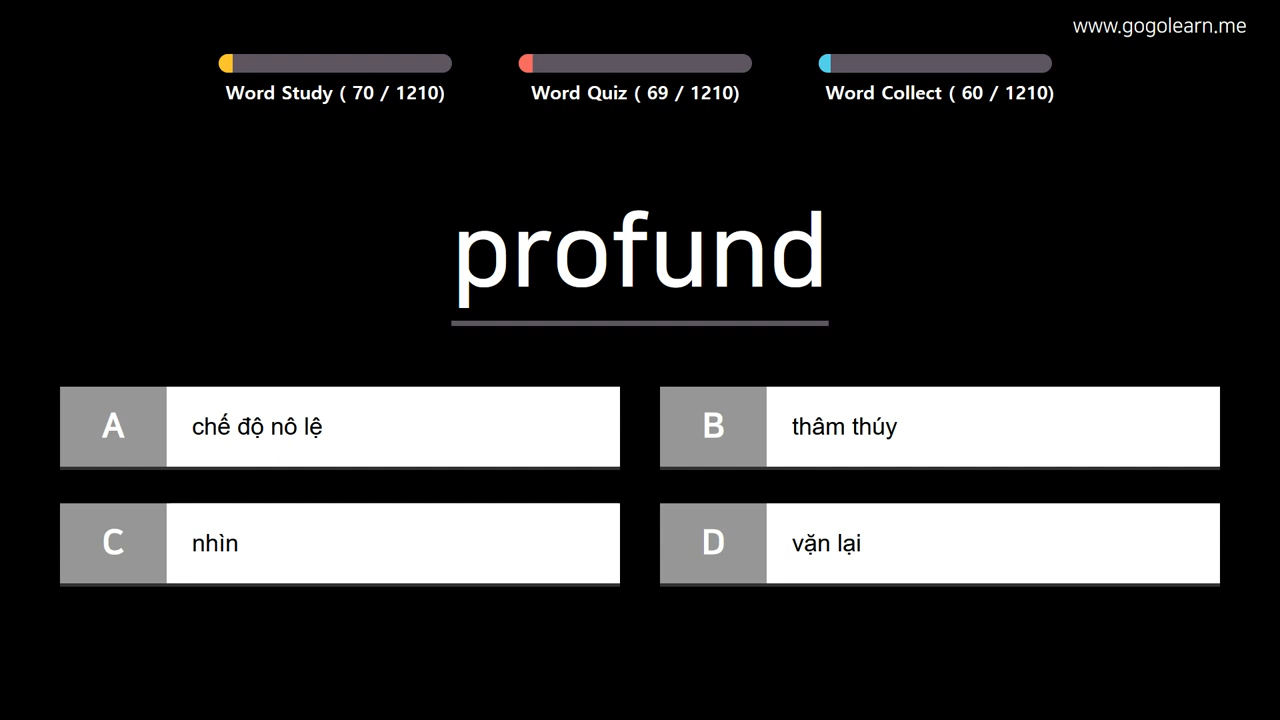 www.gogolearn.me
Word Study ( 70 / 1210)
Word Quiz ( 69 / 1210)
Word Collect ( 60 / 1210)
profund
A chế độ nô lệ
B thâm thúy
C nhìn
D vặn lại